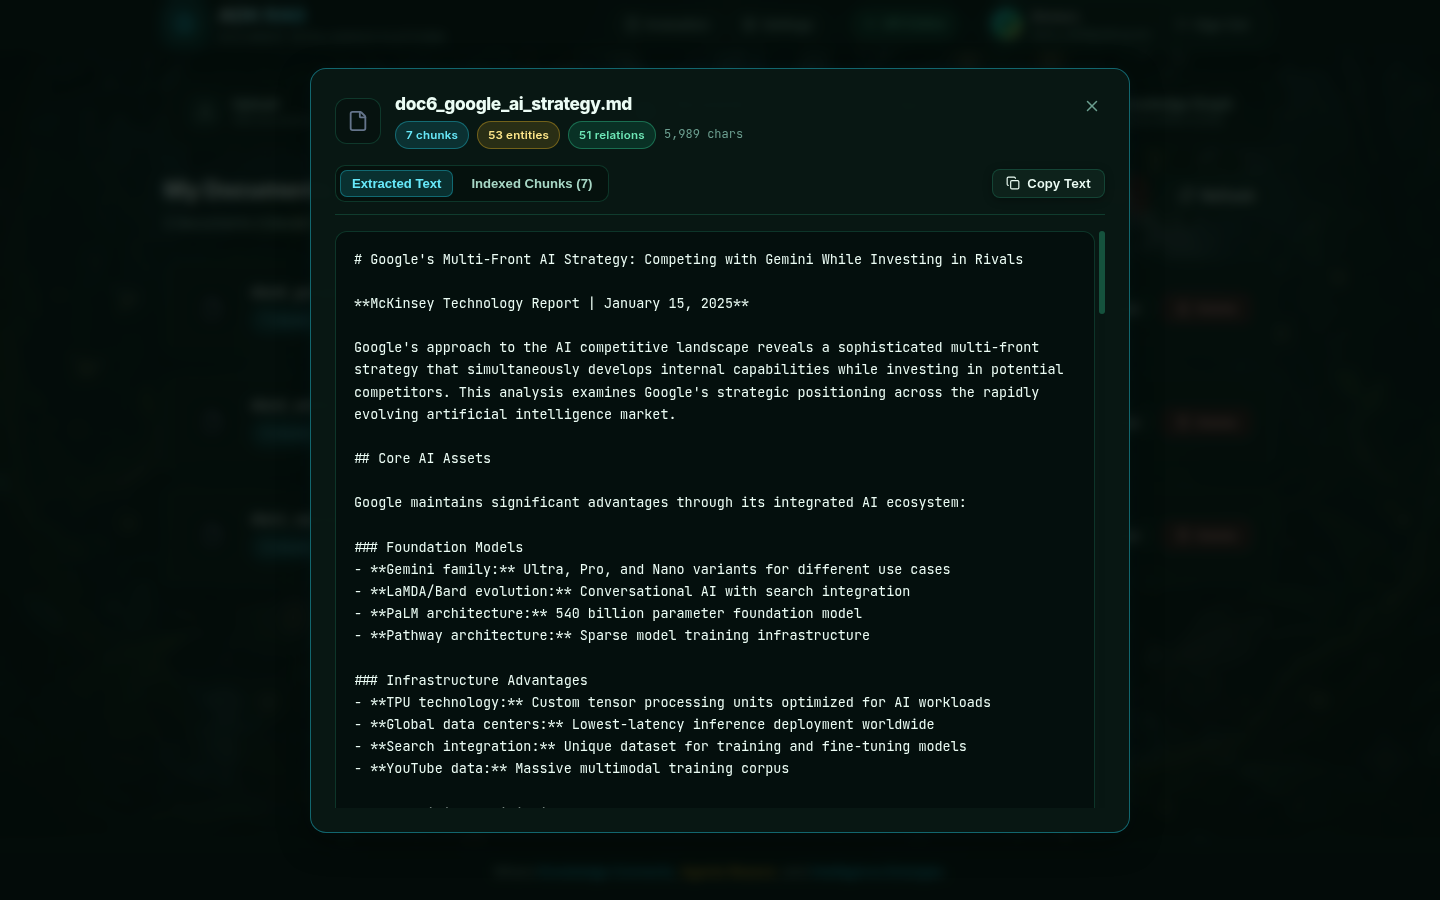 doc6_google_ai_strategy.md
7 chunks 53 entities 51 relations 5,989 chars
Extracted Text Indexed Chunks (7) Copy Text
# Google's Multi-Front AI Strategy: Competing with Gemini While Investing in Rivals
**McKinsey Technology Report | January 15, 2025**
Google's approach to the AI competitive landscape reveals a sophisticated multi-front
strategy that simultaneously develops internal capabilities while investing in potential
competitors. This analysis examines Google's strategic positioning across the rapidly
evolving artificial intelligence market.
## Core AI Assets
Google maintains significant advantages through its integrated AI ecosystem:
### Foundation Models
- **Gemini family:** Ultra, Pro, and Nano variants for different use cases
- **LaMDA/Bard evolution:** Conversational AI with search integration
- **PaLM architecture:** 540 billion parameter foundation model
- **Pathway architecture:** Sparse model training infrastructure
### Infrastructure Advantages
- **TPU technology:** Custom tensor processing units optimized for AI workloads
- **Global data centers:** Lowest-latency inference deployment worldwide
- **Search integration:** Unique dataset for training and fine-tuning models
- **YouTube data:** Massive multimodal training corpus